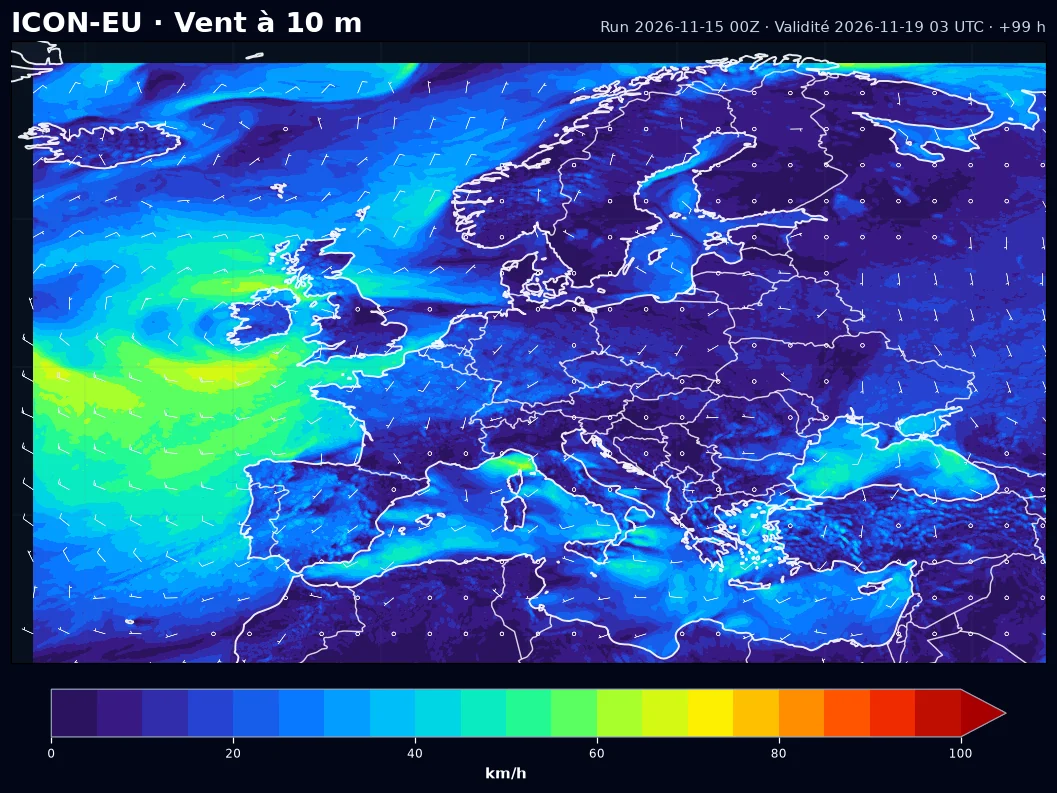 ICON-EU · Vent à 10 m
Run 2026-11-15 00Z · Validité 2026-11-19 03 UTC · +99 h
0 20 40 60 80 100
km/h